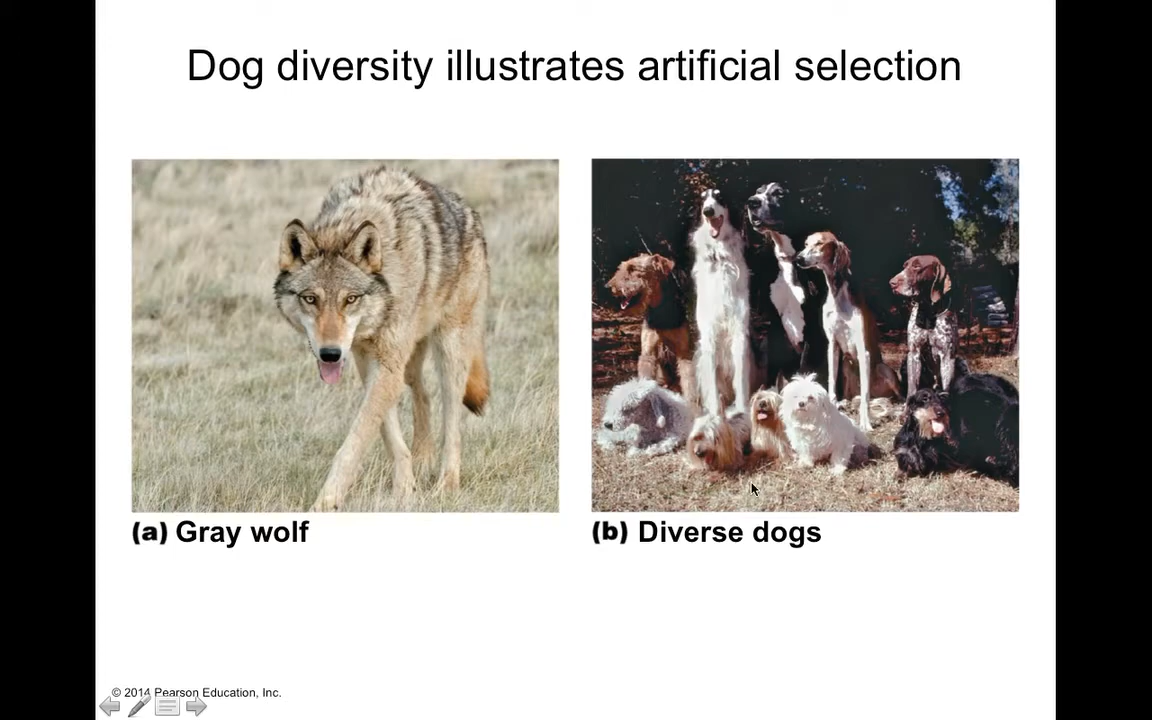 Dog diversity illustrates artificial selection
(a) Gray wolf
(b) Diverse dogs
© 2014 Pearson Education, Inc.